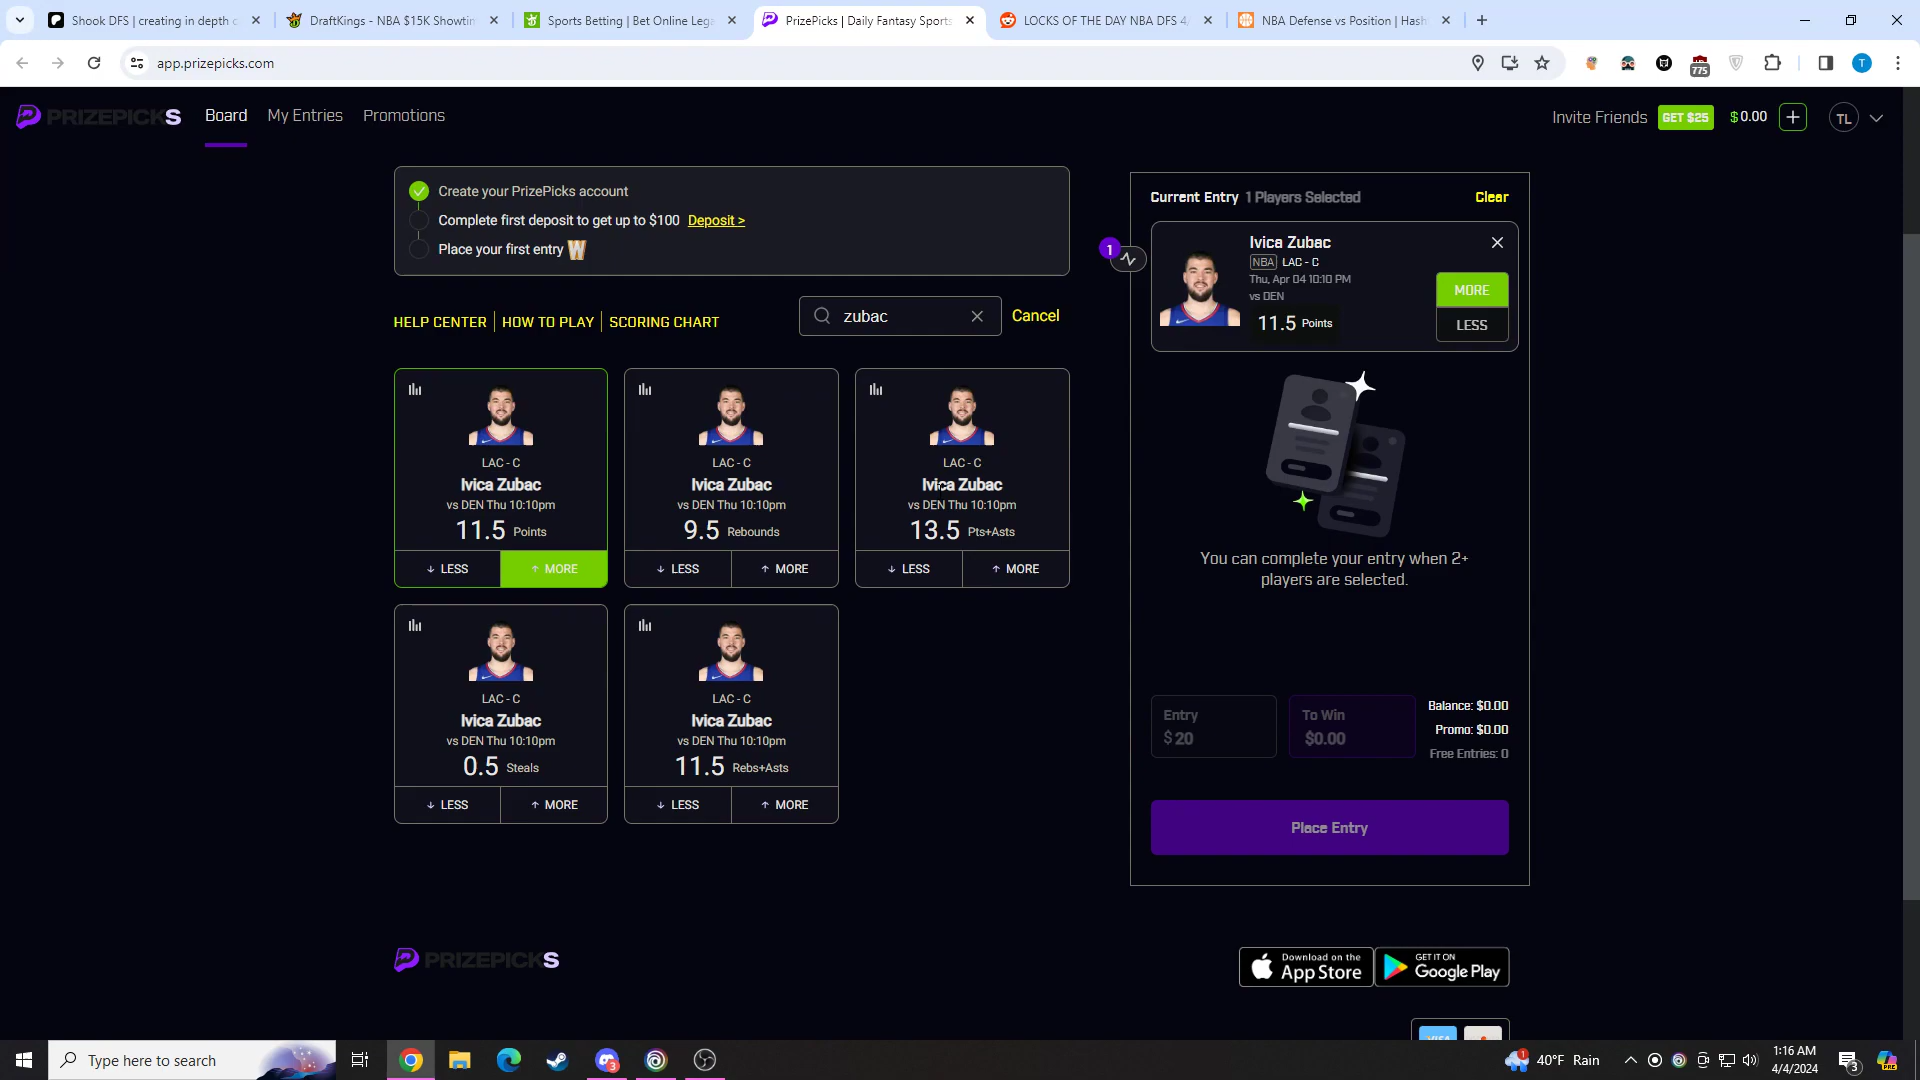 Shook DFS | creating in depth c
DraftKings - NBA $15K Showtin
Sports Betting | Bet Online Lega
PrizePicks | Daily Fantasy Sports
LOCKS OF THE DAY NBA DFS 4/
NBA Defense vs Position | Hash
app.prizepicks.com
775
T
PRIZEPICKS
Board
My Entries
Promotions
Invite Friends
GET $25
$0.00
TL
Create your PrizePicks account
Complete first deposit to get up to $100 Deposit >
Place your first entry
HELP CENTER
HOW TO PLAY
SCORING CHART
zubac
Cancel
LAC - C
Ivica Zubac
vs DEN Thu 10:10pm
11.5 Points
↓ LESS
↑ MORE
LAC - C
Ivica Zubac
vs DEN Thu 10:10pm
9.5 Rebounds
↓ LESS
↑ MORE
LAC - C
Ivica Zubac
vs DEN Thu 10:10pm
13.5 Pts+Asts
↓ LESS
↑ MORE
LAC - C
Ivica Zubac
vs DEN Thu 10:10pm
0.5 Steals
↓ LESS
↑ MORE
LAC - C
Ivica Zubac
vs DEN Thu 10:10pm
11.5 Rebs+Asts
↓ LESS
↑ MORE
Current Entry 1 Players Selected
Clear
1
Ivica Zubac
NBA LAC - C
Thu, Apr 04 10:10 PM
vs DEN
11.5 Points
MORE
LESS
You can complete your entry when 2+
players are selected.
Entry
$ 20
To Win
$0.00
Balance: $0.00
Promo: $0.00
Free Entries: 0
Place Entry
PRIZEPICKS
Download on the
App Store
GET IT ON
Google Play
Type here to search
3
1
40°F Rain
1:16 AM
4/4/2024
3
PRE